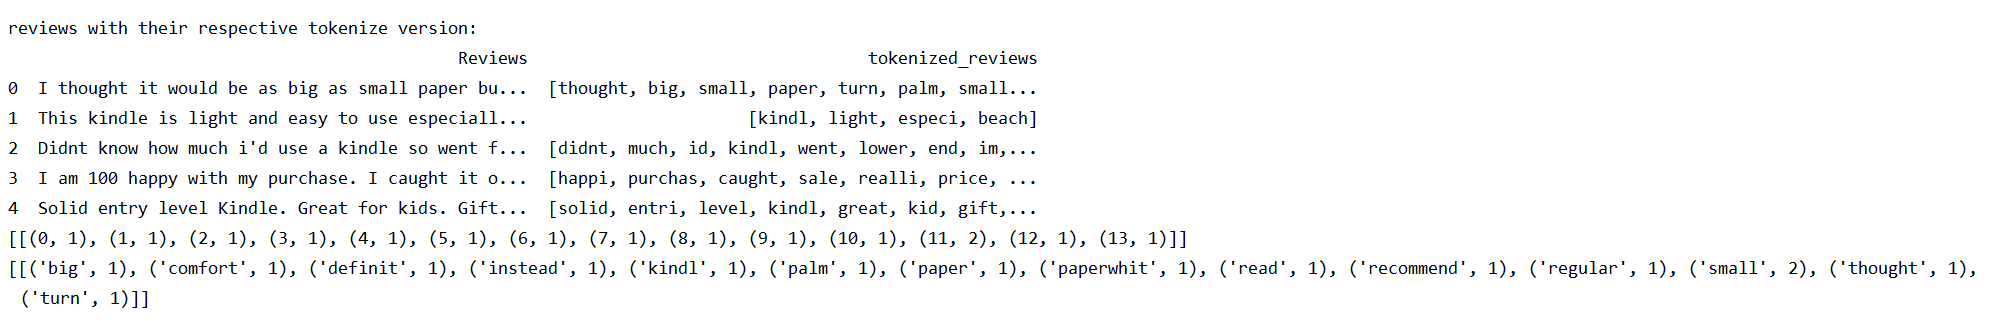 reviews with their respective tokenize version:
Reviews tokenized_reviews
0 I thought it would be as big as small paper bu... [thought, big, small, paper, turn, palm, small...
1 This kindle is light and easy to use especiall... [kindl, light, especi, beach]
2 Didnt know how much i'd use a kindle so went f... [didnt, much, id, kindl, went, lower, end, im,...
3 I am 100 happy with my purchase. I caught it o... [happi, purchas, caught, sale, realli, price, ...
4 Solid entry level Kindle. Great for kids. Gift... [solid, entri, level, kindl, great, kid, gift,...
[[(0, 1), (1, 1), (2, 1), (3, 1), (4, 1), (5, 1), (6, 1), (7, 1), (8, 1), (9, 1), (10, 1), (11, 2), (12, 1), (13, 1)]]
[[('big', 1), ('comfort', 1), ('definit', 1), ('instead', 1), ('kindl', 1), ('palm', 1), ('paper', 1), ('paperwhit', 1), ('read', 1), ('recommend', 1), ('regular', 1), ('small', 2), ('thought', 1),
('turn', 1)]]